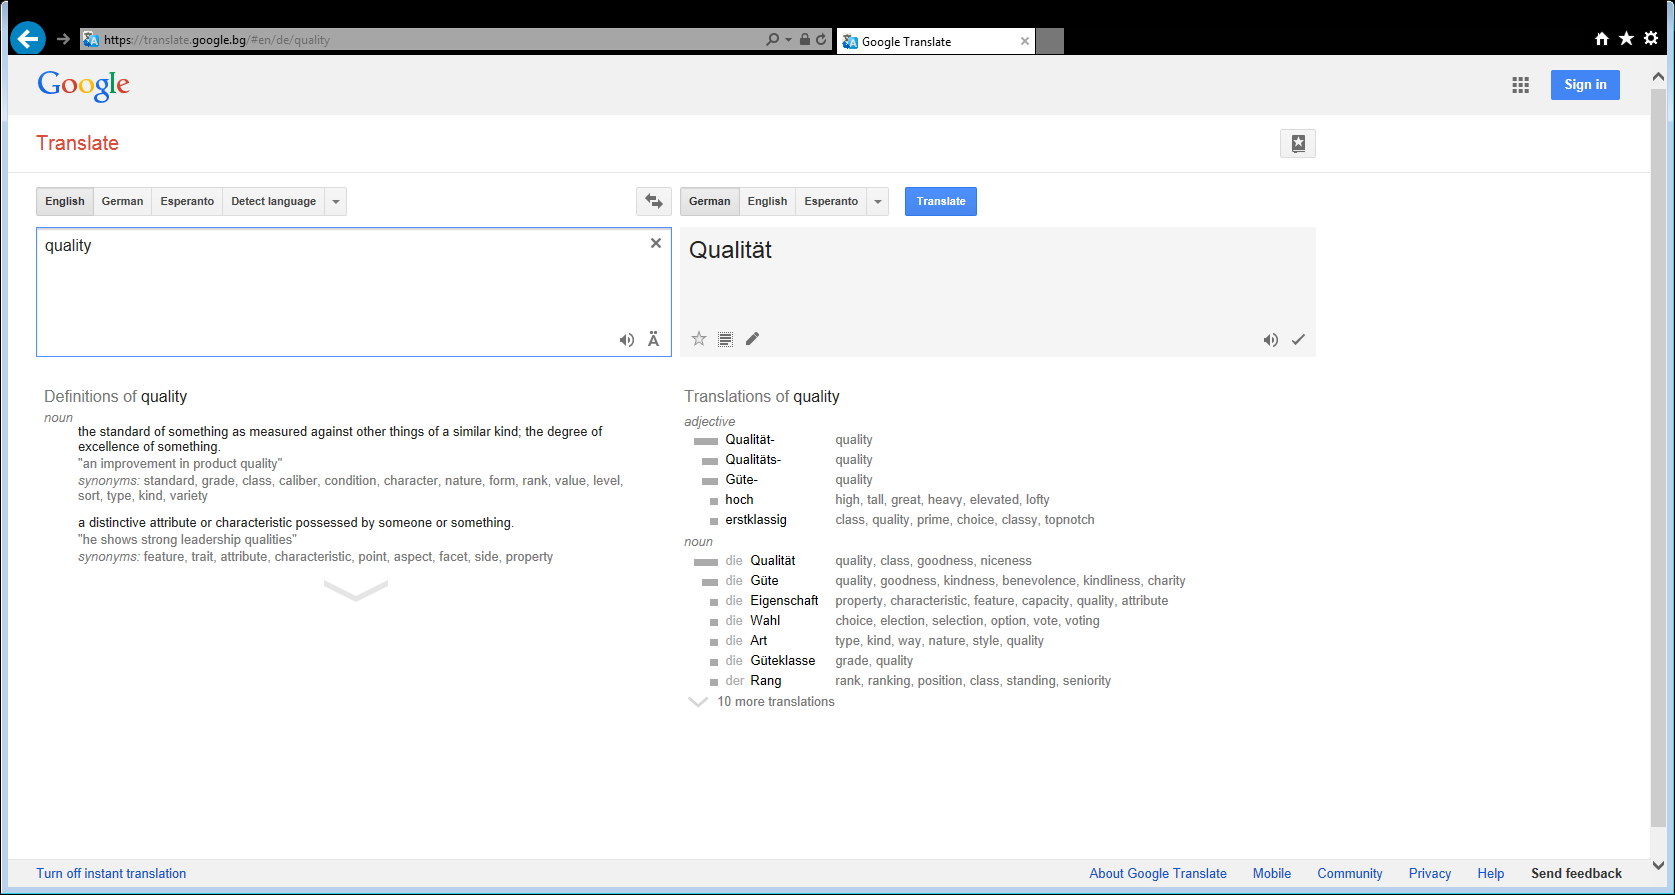 https://translate.google.bg/#en/de/quality
Google Translate
Google
Sign in
Translate
English German Esperanto Detect language
German English Esperanto Translate
quality
Qualität
Ä
Definitions of quality
noun
the standard of something as measured against other things of a similar kind; the degree of
excellence of something.
"an improvement in product quality"
synonyms: standard, grade, class, caliber, condition, character, nature, form, rank, value, level,
sort, type, kind, variety
a distinctive attribute or characteristic possessed by someone or something.
"he shows strong leadership qualities"
synonyms: feature, trait, attribute, characteristic, point, aspect, facet, side, property
Translations of quality
adjective
Qualität- quality
Qualitäts- quality
Güte- quality
hoch high, tall, great, heavy, elevated, lofty
erstklassig class, quality, prime, choice, classy, topnotch
noun
die Qualität quality, class, goodness, niceness
die Güte quality, goodness, kindness, benevolence, kindliness, charity
die Eigenschaft property, characteristic, feature, capacity, quality, attribute
die Wahl choice, election, selection, option, vote, voting
die Art type, kind, way, nature, style, quality
die Güteklasse grade, quality
der Rang rank, ranking, position, class, standing, seniority
10 more translations
Turn off instant translation
About Google Translate Mobile Community Privacy Help Send feedback